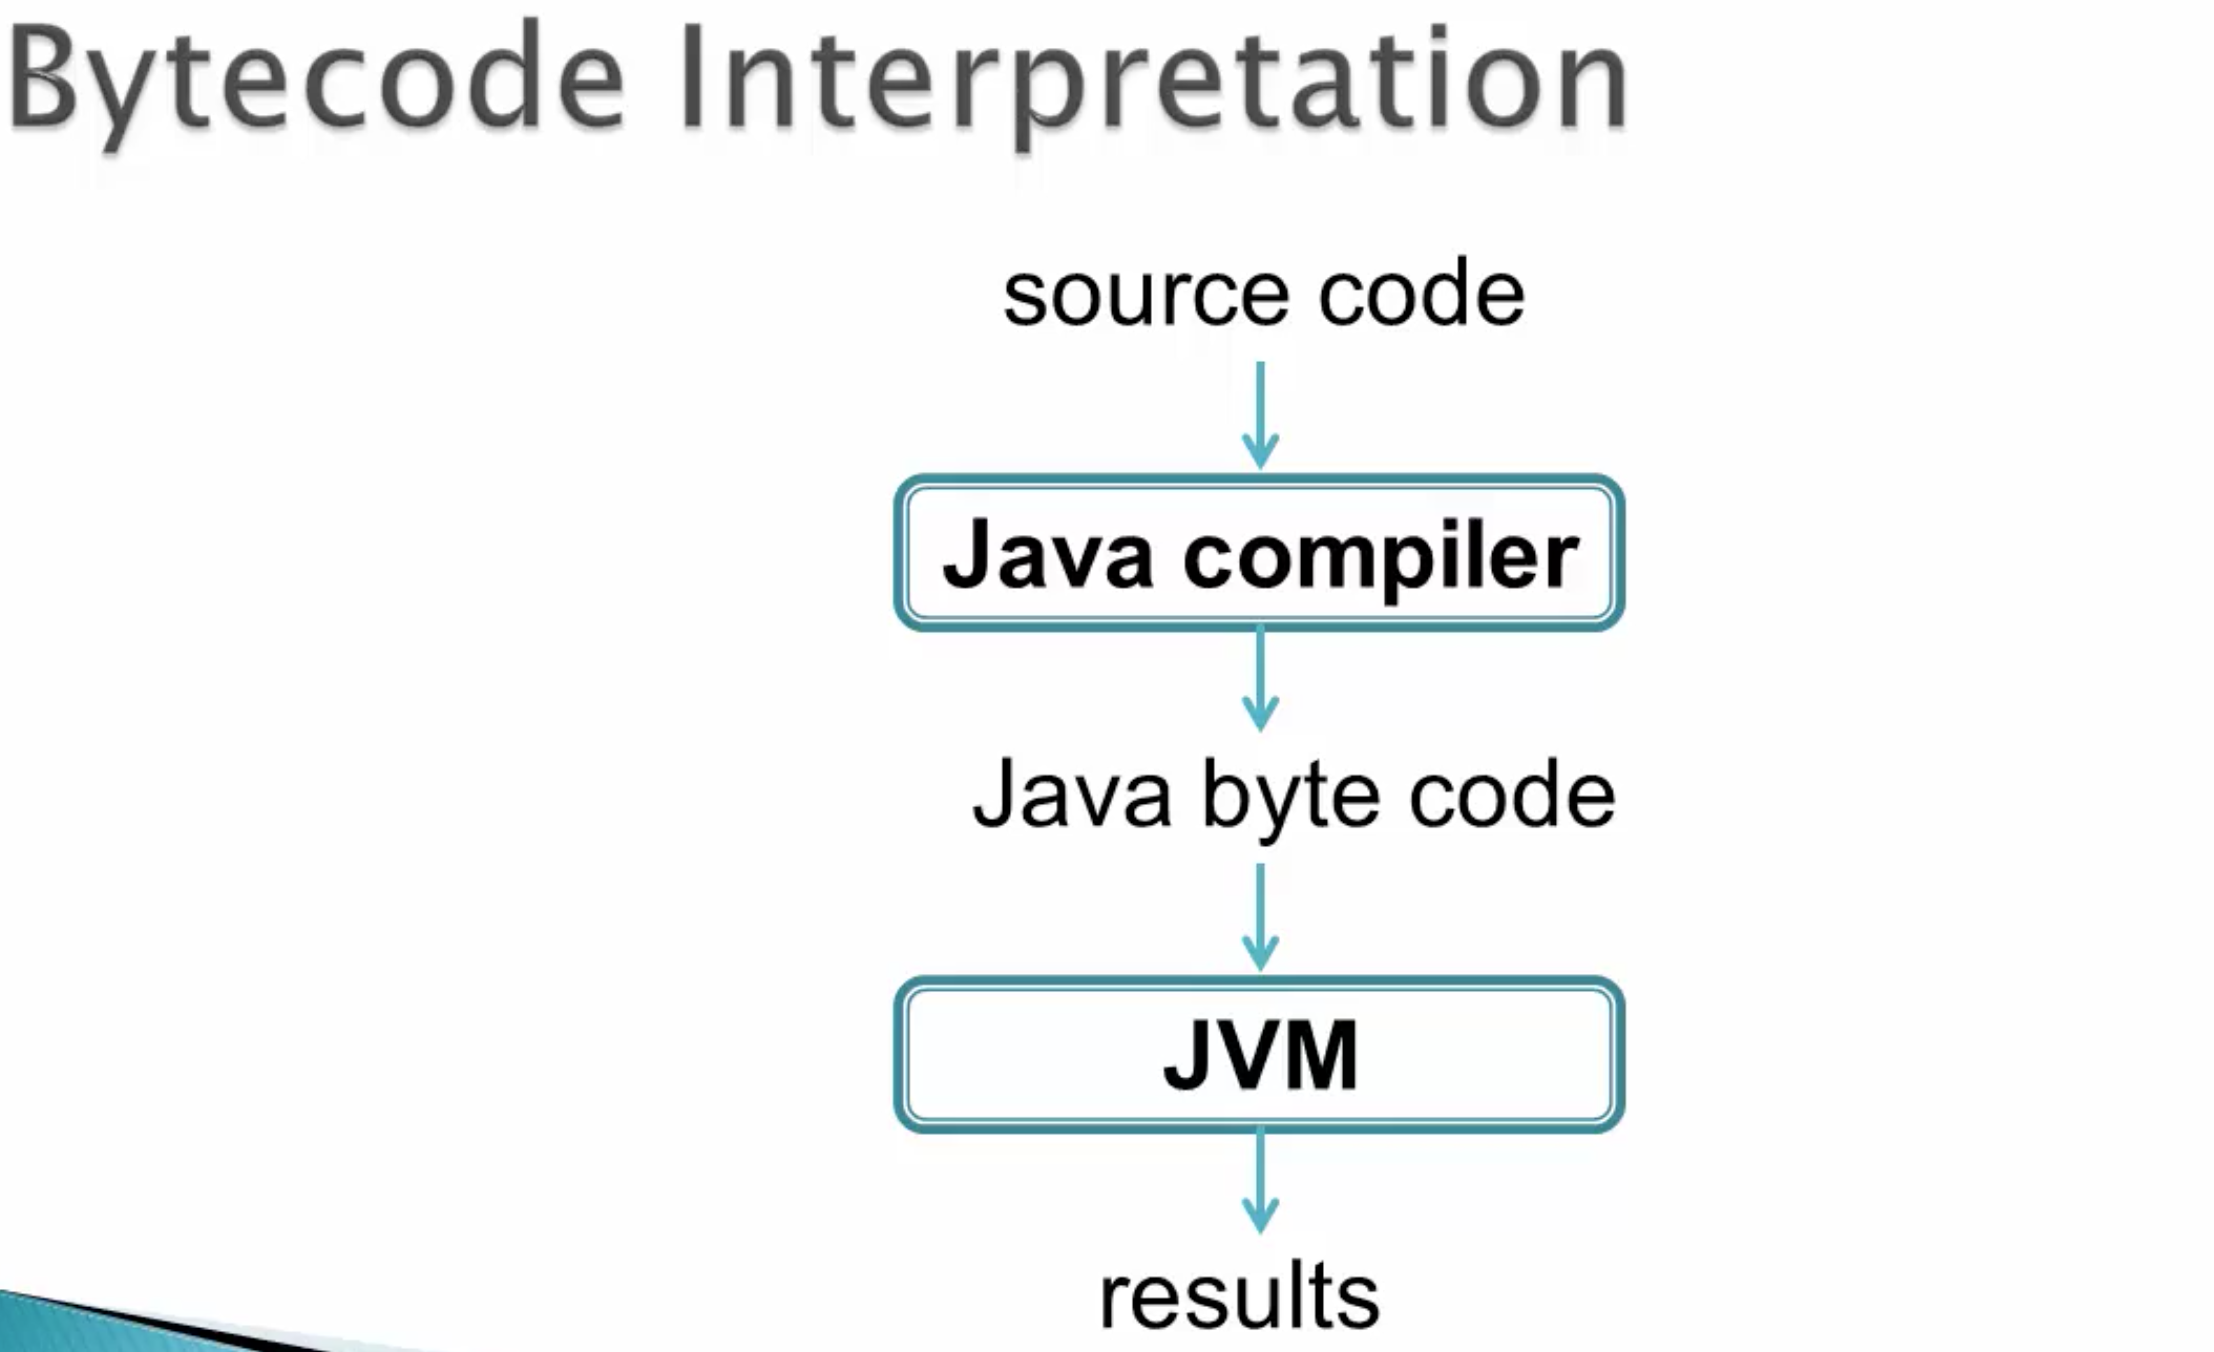 Bytecode Interpretation
source code
Java compiler
Java byte code
JVM
results